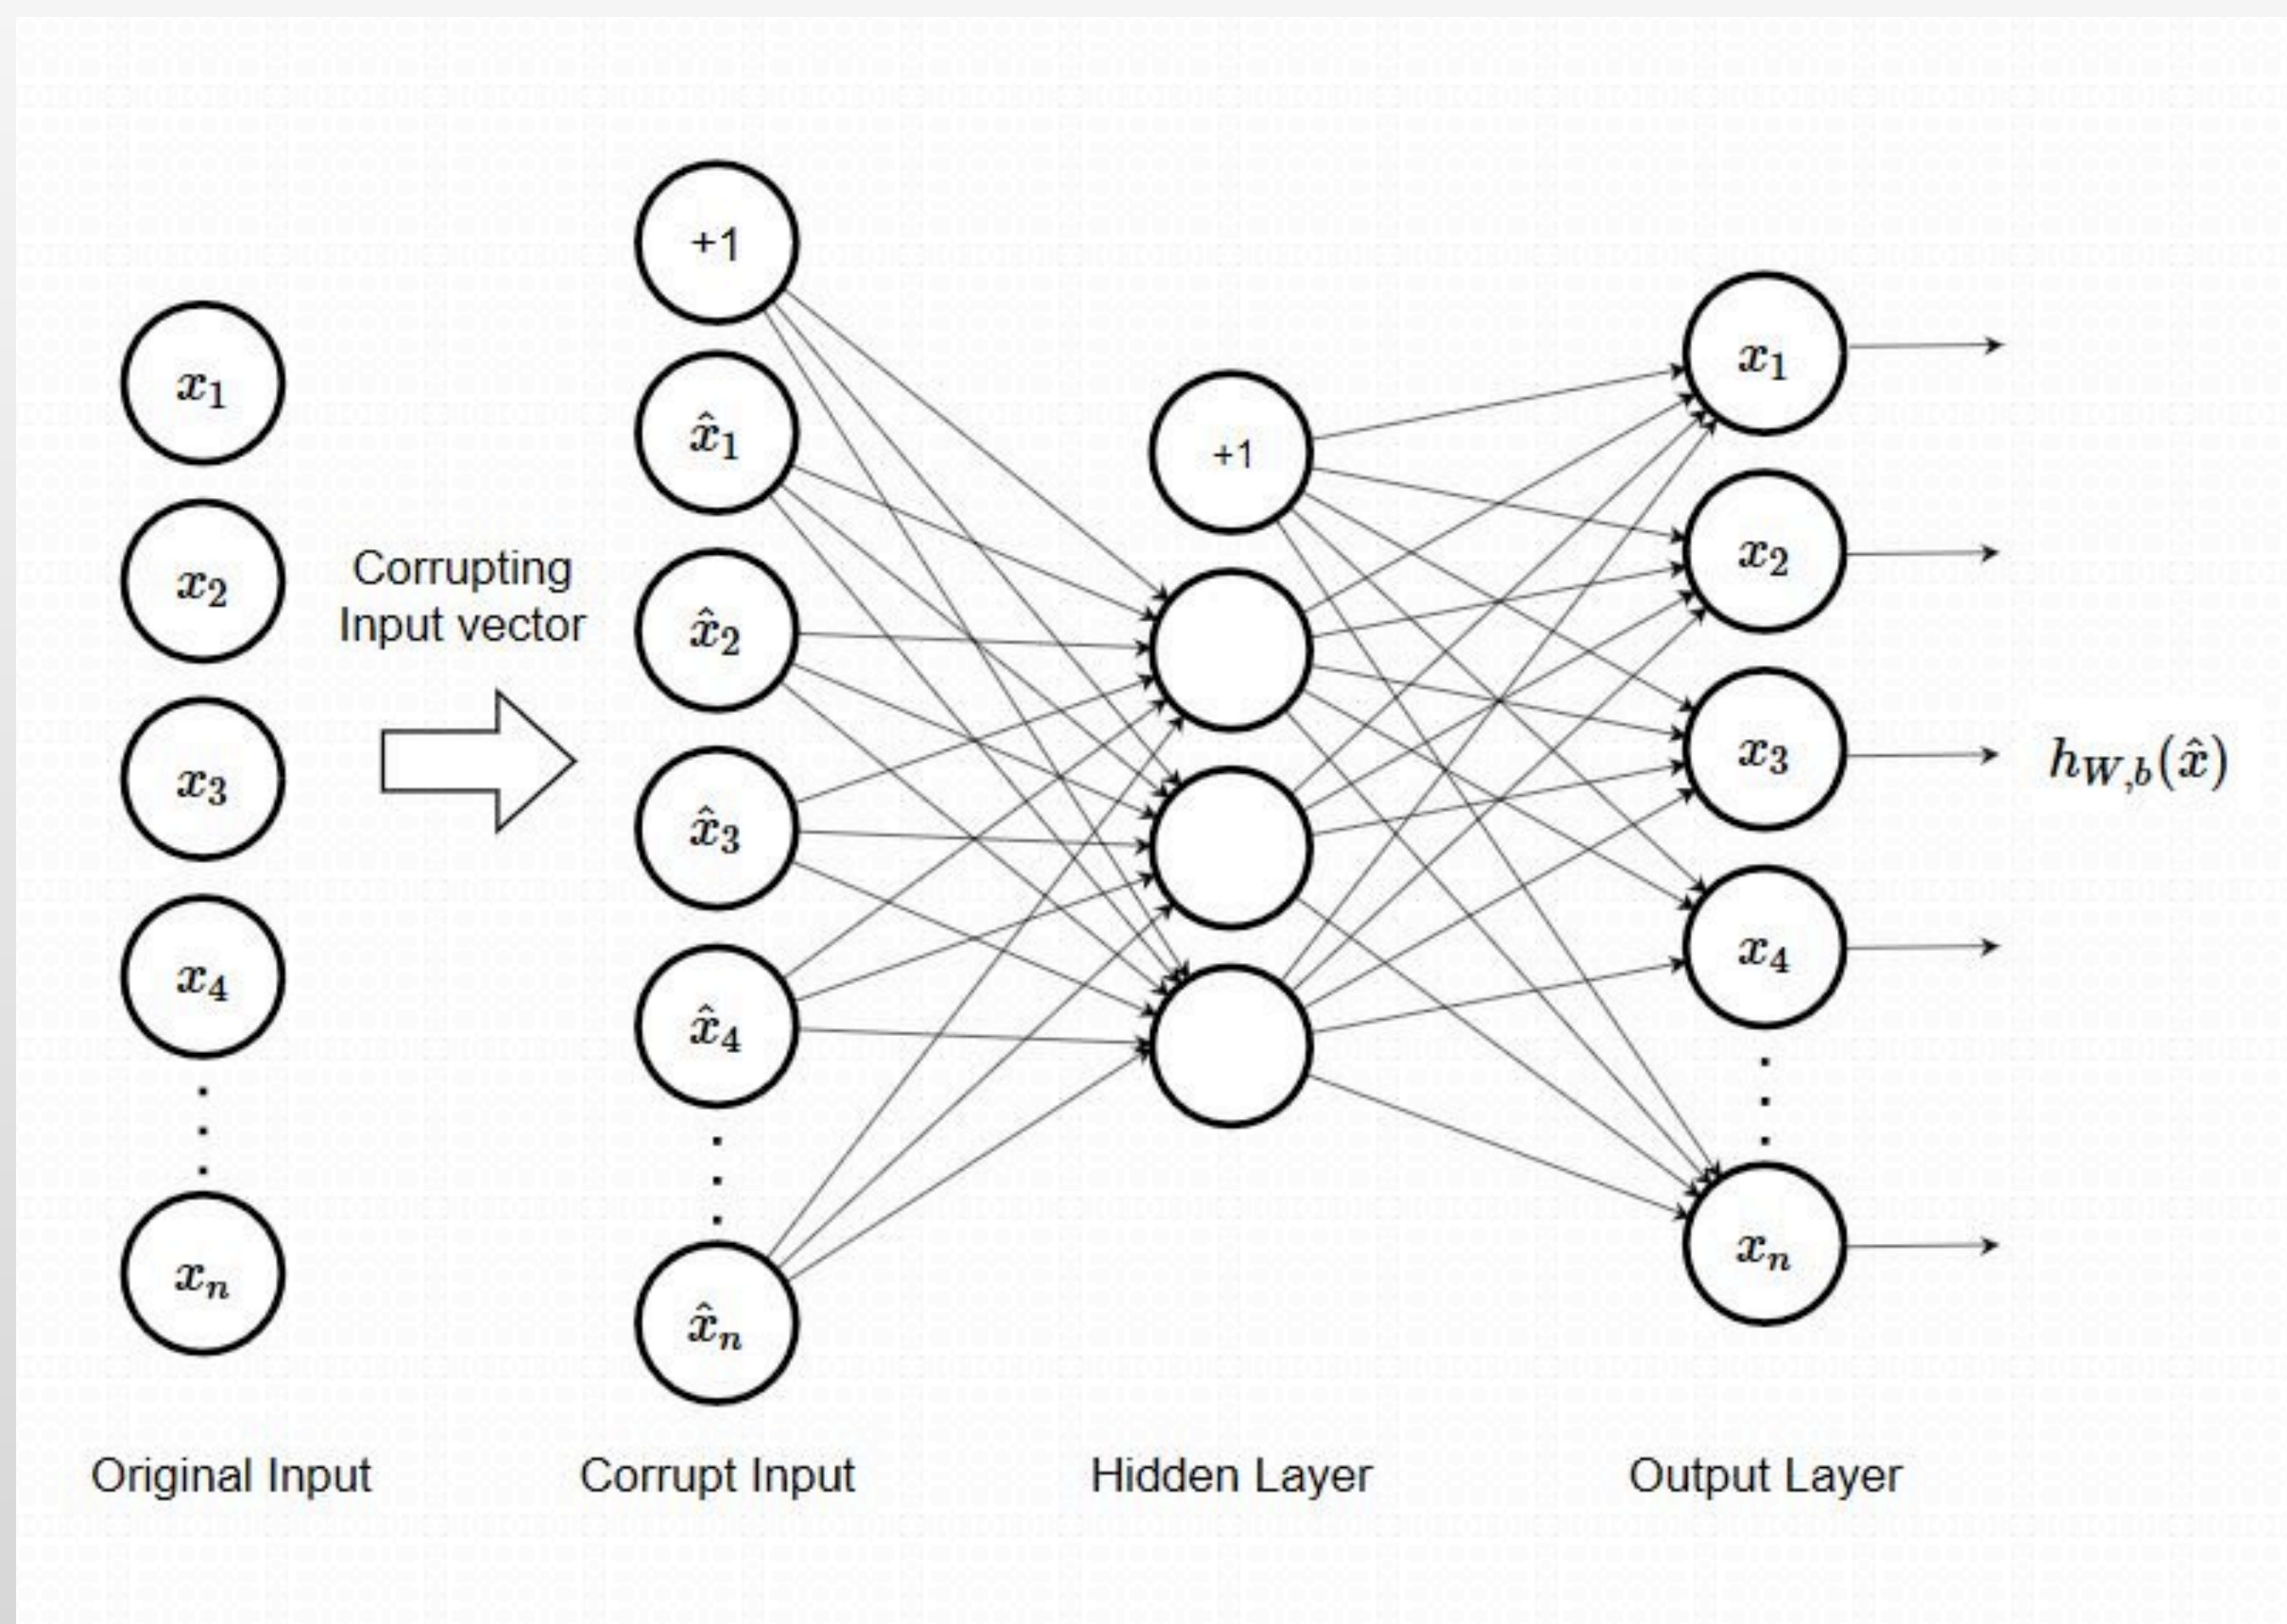 x₁
x₂
x₃
x₄
xₙ
Original Input
Corrupting
Input vector
+1
x̂₁
x̂₂
x̂₃
x̂₄
x̂ₙ
Corrupt Input
+1
Hidden Layer
x₁
x₂
x₃
x₄
xₙ
Output Layer
h_{W,b}(x̂)